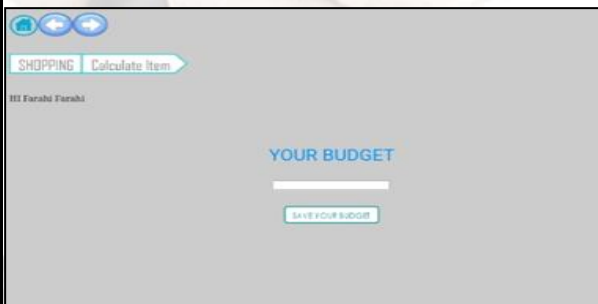 SHOPPING Calculate Item
HI Farahi Farahi
YOUR BUDGET
SAVE YOUR BUDGET